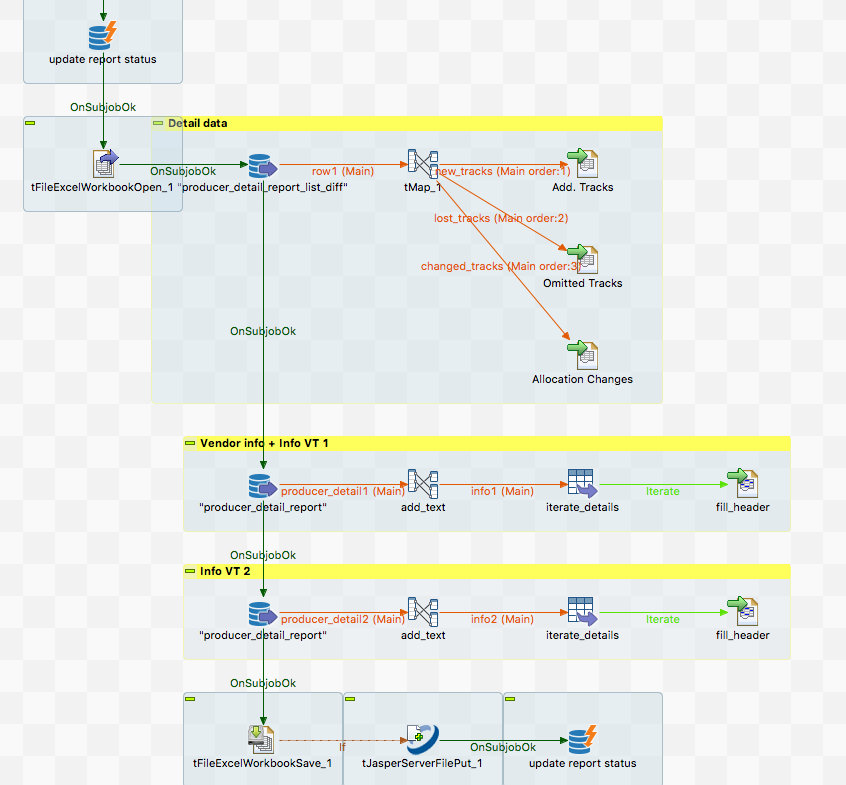 update report status
OnSubjobOk
Detail data
OnSubjobOk
row1 (Main)
new_tracks (Main order:1)
tFileExcelWorkbookOpen_1
"producer_detail_report_list_diff"
tMap_1
Add. Tracks
lost_tracks (Main order:2)
changed_tracks (Main order:3)
Omitted Tracks
OnSubjobOk
Allocation Changes
Vendor info + Info VT 1
producer_detail1 (Main)
info1 (Main)
Iterate
"producer_detail_report"
add_text
iterate_details
fill_header
OnSubjobOk
Info VT 2
producer_detail2 (Main)
info2 (Main)
Iterate
"producer_detail_report"
add_text
iterate_details
fill_header
OnSubjobOk
If
OnSubjobOk
tFileExcelWorkbookSave_1
tJasperServerFilePut_1
update report status